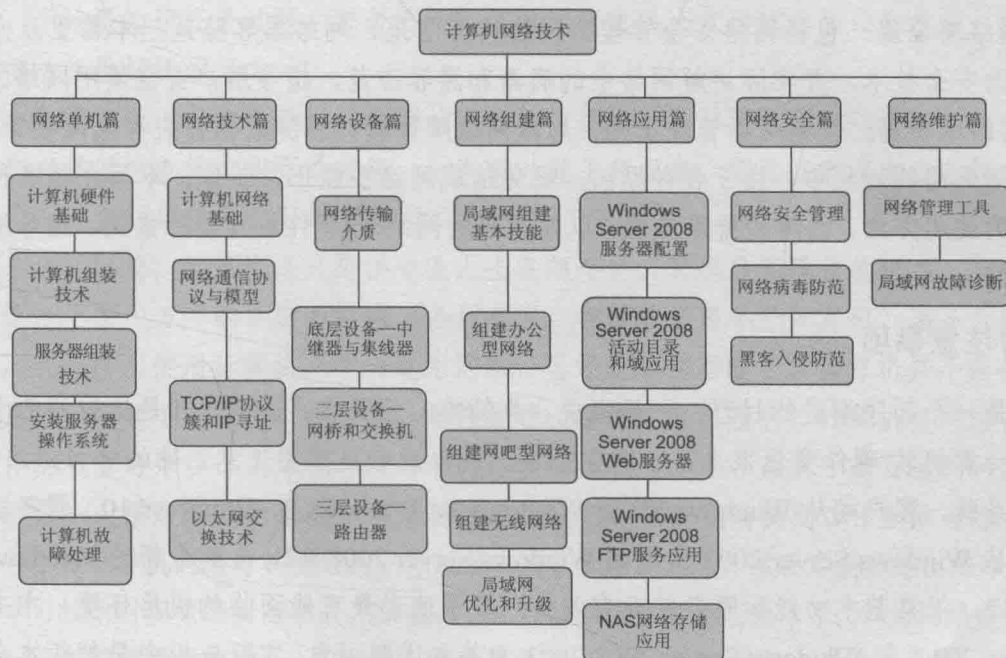 计算机网络技术
网络单机篇
网络技术篇
网络设备篇
网络组建篇
网络应用篇
网络安全篇
网络维护篇
计算机硬件
基础
计算机组装
技术
服务器组装
技术
安装服务器
操作系统
计算机故
障处理
计算机网络
基础
网络通信协
议与模型
TCP/IP协议
簇和IP寻址
以太网交
换技术
网络传输
介质
底层设备—中
继器与集线器
二层设备—
网桥和交换机
三层设备—
路由器
局域网组建
基本技能
组建办公
型网络
组建网吧型网络
组建无线网络
局域网
优化和升级
Windows
Server 2008
服务器配置
Windows
Server 2008
活动目录
和域应用
Windows
Server 2008
Web服务器
Windows
Server 2008
FTP服务应用
NAS网络存储
应用
网络安全管理
网络病毒防范
黑客入侵防范
网络管理工具
局域网故障诊断